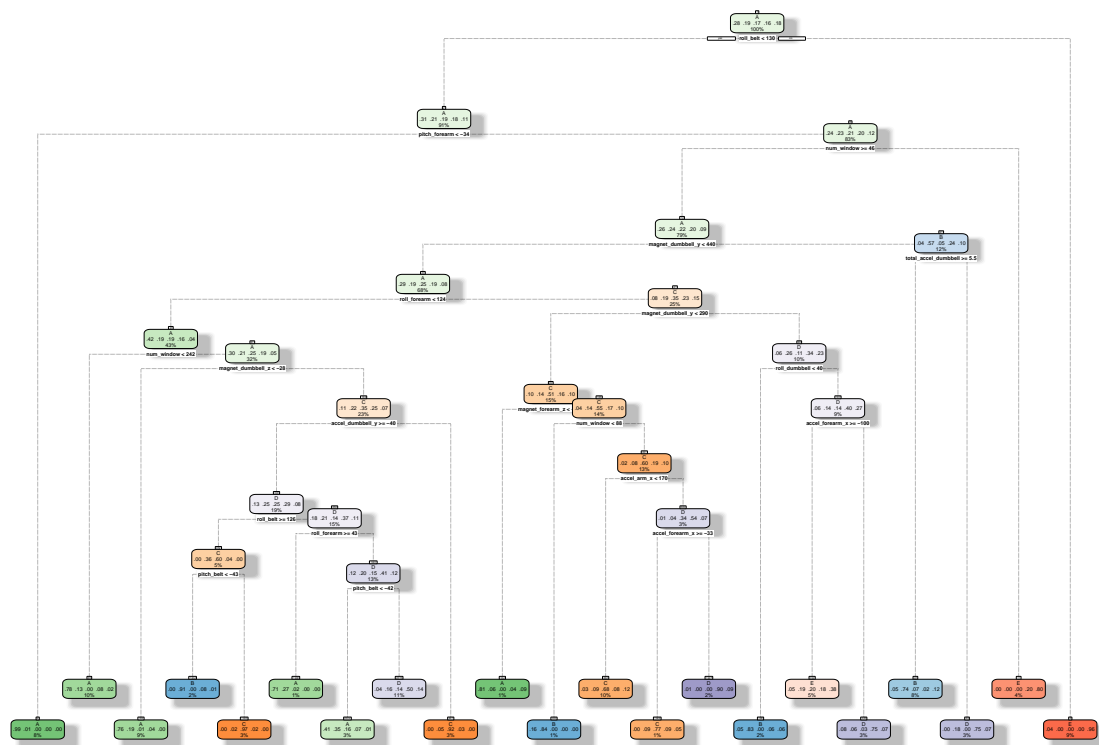 A
.28 .19 .17 .16 .18
100%
roll_belt < 130
A
.31 .21 .19 .18 .11
91%
pitch_forearm < −34
A
.24 .23 .21 .20 .12
83%
num_window >= 46
A
.26 .24 .22 .20 .09
79%
magnet_dumbbell_y < 440
B
.04 .57 .05 .24 .10
12%
total_accel_dumbbell >= 5.5
A
.29 .19 .25 .19 .08
68%
roll_forearm < 124
C
.08 .19 .35 .23 .15
25%
magnet_dumbbell_y < 290
A
.42 .19 .19 .16 .04
43%
num_window < 242
A
.30 .21 .25 .19 .05
32%
magnet_dumbbell_z < −28
D
.06 .26 .11 .34 .23
10%
roll_dumbbell < 40
C
.11 .22 .35 .25 .07
23%
accel_dumbbell_y >= −40
C
.10 .14 .51 .16 .10
15%
magnet_forearm_z <
C
.04 .14 .55 .17 .10
14%
num_window < 88
D
.06 .14 .14 .40 .27
9%
accel_forearm_x >= −100
C
.02 .08 .60 .19 .10
13%
accel_arm_x < 170
D
.13 .25 .25 .29 .08
19%
roll_belt >= 126
D
.18 .21 .14 .37 .11
15%
roll_forearm >= 43
D
.01 .04 .34 .54 .07
3%
accel_forearm_x >= −33
C
.00 .36 .60 .04 .00
5%
pitch_belt < −43
D
.12 .20 .15 .41 .12
13%
pitch_belt < −42
A
.78 .13 .00 .08 .02
10%
B
.00 .91 .00 .08 .01
2%
A
.71 .27 .02 .00 .00
1%
D
.04 .16 .14 .50 .14
11%
A
.81 .06 .00 .04 .09
1%
C
.03 .09 .68 .08 .12
10%
D
.01 .00 .00 .90 .09
2%
E
.05 .19 .20 .18 .38
5%
B
.05 .74 .07 .02 .12
8%
E
.00 .00 .00 .20 .80
4%
A
.99 .01 .00 .00 .00
8%
A
.76 .19 .01 .04 .00
9%
C
.00 .02 .97 .02 .00
3%
A
.41 .25 .16 .07 .01
3%
C
.00 .05 .92 .03 .00
3%
B
.16 .84 .00 .00 .00
1%
C
.00 .09 .77 .09 .05
1%
B
.05 .83 .00 .06 .06
2%
D
.08 .05 .03 .75 .07
3%
D
.00 .18 .00 .75 .07
3%
E
.04 .00 .00 .00 .96
9%